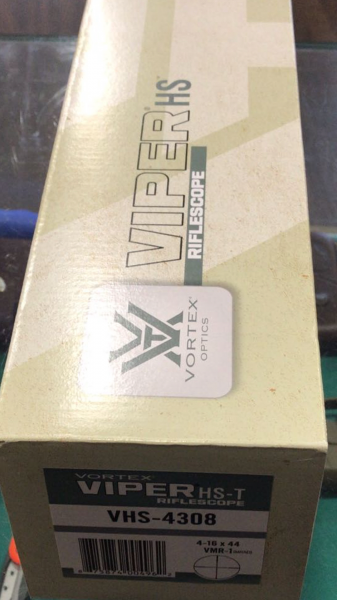 VIPER HS
RIFLESCOPE
VORTEX
OPTICS
VORTEX
VIPER HS-T
RIFLESCOPE
VHS-4308
4-16 x 44
VMR-1